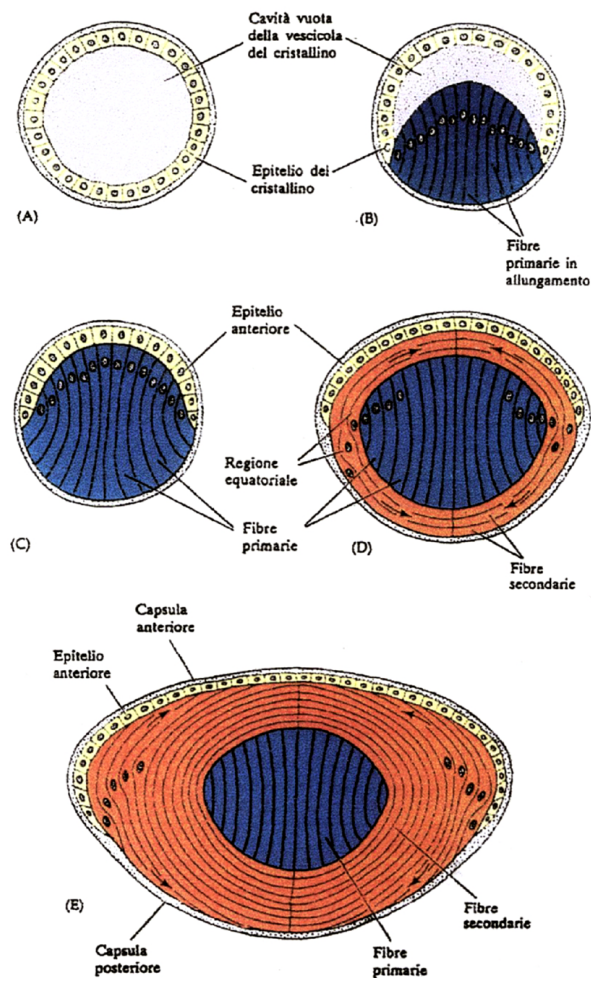 Cavità vuota
della vescicola
del cristallino
Epitelio del
cristallino
(A)
(B)
Fibre
primarie in
allungamento
Epitelio
anteriore
Regione
equatoriale
(C)
Fibre
primarie
(D)
Fibre
secondarie
Capsula
anteriore
Epitelio
anteriore
(E)
Fibre
secondarie
Capsula
posteriore
Fibre
primarie